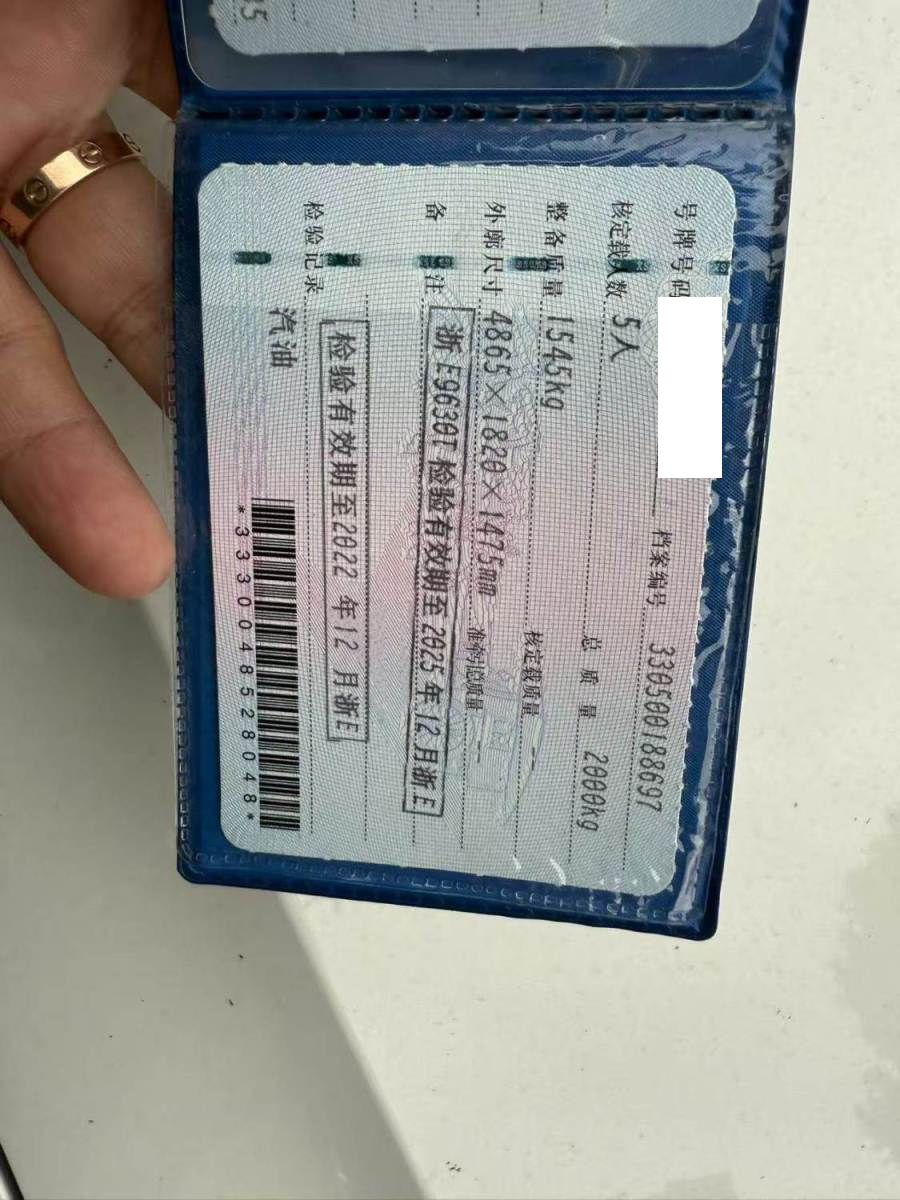 号牌号码 档案编号 330500188697
核定载人数 5人 总质量 2000kg
整备质量 1545kg 核定载质量 --
外廓尺寸 4865×1820×1475mm 准牵引总质量 --
备注 浙E9630T 检验有效期至2025年12月浙E
检验记录 检验有效期至2022年12月浙E
汽油
*3330048528048*